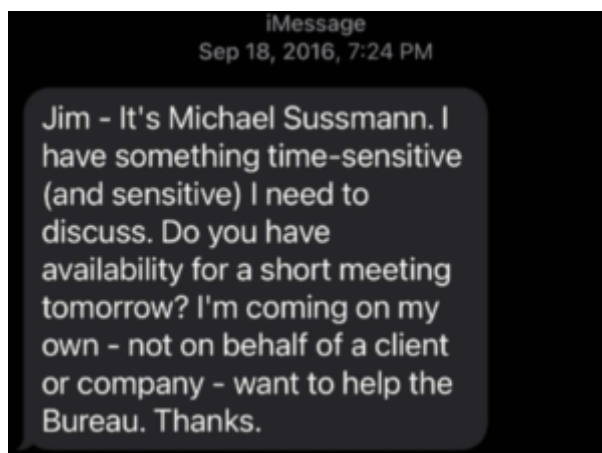 iMessage
Sep 18, 2016, 7:24 PM
Jim - It's Michael Sussmann. I
have something time-sensitive
(and sensitive) I need to
discuss. Do you have
availability for a short meeting
tomorrow? I'm coming on my
own - not on behalf of a client
or company - want to help the
Bureau. Thanks.